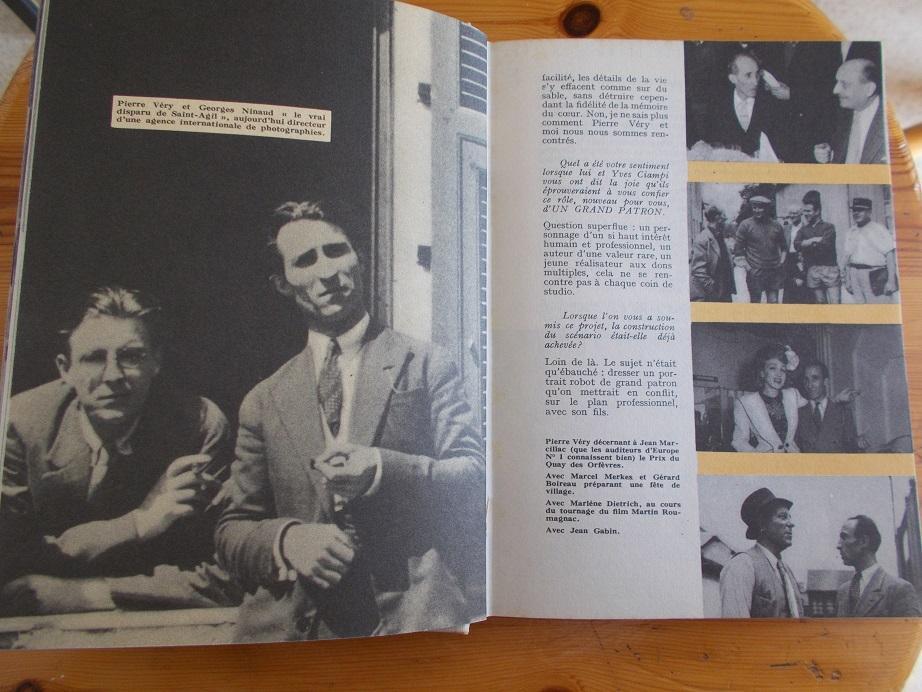 Pierre Véry et Georges Ninaud « le vrai
disparu de Saint-Agil », aujourd'hui directeur
d'une agence internationale de photographies.
facilité, les détails de la vie
s'y effacent comme sur du
sable, sans détruire cepen-
dant la fidélité de la mémoire
du cœur. Non, je ne sais plus
comment Pierre Véry et
moi nous nous sommes ren-
contrés.
Quel a été votre sentiment
lorsque lui et Yves Ciampi
vous ont dit la joie qu'ils
éprouveraient à vous confier
ce rôle, nouveau pour vous,
d'UN GRAND PATRON.
Question superflue : un per-
sonnage d'un si haut intérêt
humain et professionnel, un
auteur d'une valeur rare, un
jeune réalisateur aux dons
multiples, cela ne se ren-
contre pas à chaque coin de
studio.
Lorsque l'on vous a sou-
mis ce projet, la construction
du scénario était-elle déjà
achevée?
Loin de là. Le sujet n'était
qu'ébauché : dresser un por-
trait robot de grand patron
qu'on mettrait en conflit,
sur le plan professionnel,
avec son fils.
Pierre Véry décernant à Jean Mar-
cillac (que les auditeurs d'Europe
N° 1 connaissent bien) le Prix du
Quay des Orfèvres.
Avec Marcel Merkes et Gérard
Boireau préparant une fête de
village.
Avec Marlène Dietrich, au cours
du tournage du film Martin Rou-
magnac.
Avec Jean Gabin.